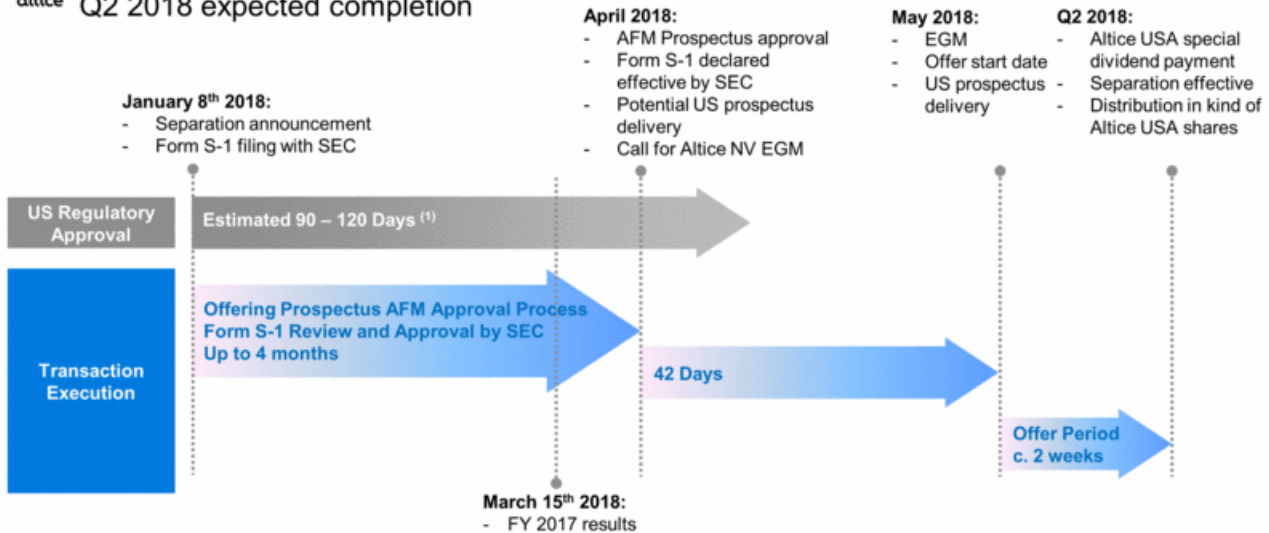 altice Q2 2018 expected completion
January 8th 2018:
- Separation announcement
- Form S-1 filing with SEC
April 2018:
- AFM Prospectus approval
- Form S-1 declared
effective by SEC
- Potential US prospectus
delivery
- Call for Altice NV EGM
May 2018:
- EGM
- Offer start date
- US prospectus
delivery
Q2 2018:
- Altice USA special
dividend payment
- Separation effective
- Distribution in kind of
Altice USA shares
US Regulatory
Approval
Estimated 90 – 120 Days (1)
Transaction
Execution
Offering Prospectus AFM Approval Process
Form S-1 Review and Approval by SEC
Up to 4 months
42 Days
Offer Period
c. 2 weeks
March 15th 2018:
- FY 2017 results